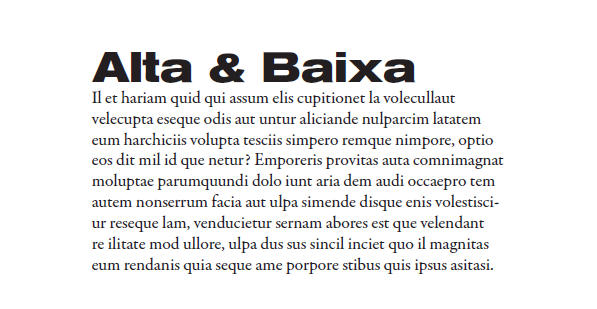 Alta & Baixa
Il et hariam quid qui assum elis cupitionet la volecullaut
velecupta eseque odis aut untur aliciande nulparcim latatem
eum harchiciis volupta tesciis simpero remque nimpore, optio
eos dit mil id que netur? Emporeris provitas auta comnimagnat
moluptae parumquundi dolo iunt aria dem audi occaepro tem
autem nonserrum facia aut ulpa simende disque enis volestisci-
ur reseque lam, venducietur sernam abores est que velendant
re ilitate mod ullore, ulpa dus sus sincil inciet quo il magnitas
eum rendanis quia seque ame porpore stibus quis ipsus asitasi.